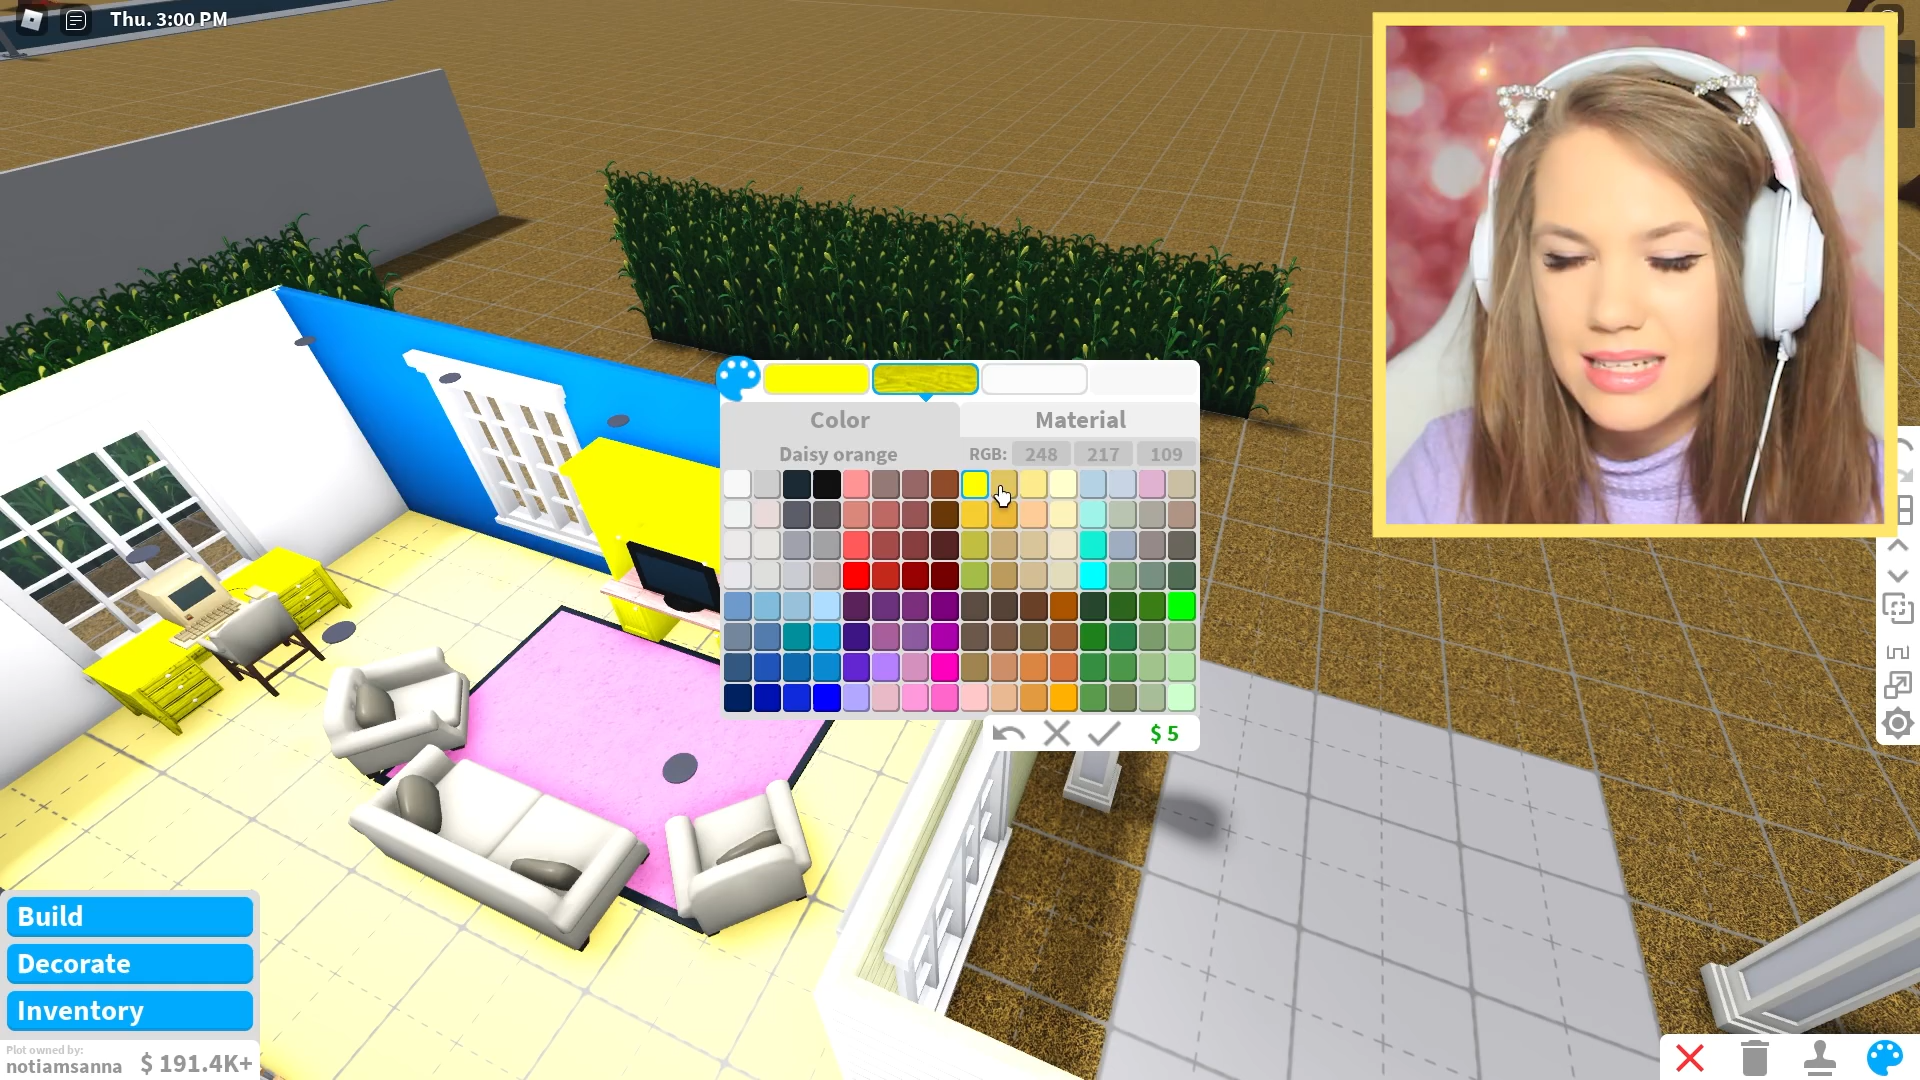 Thu. 3:00 PM
Color
Material
Daisy orange
RGB: 248 217 109
$ 5
Build
Decorate
Inventory
Plot owned by:
notiamsanna
$ 191.4K+